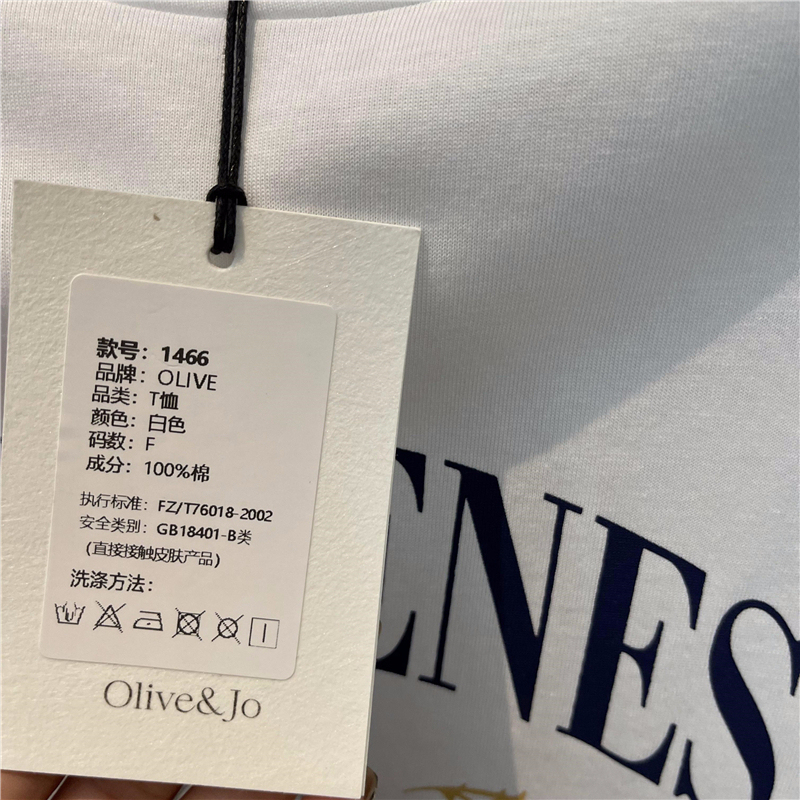 款号：1466
品牌：OLIVE
品类：T恤
颜色：白色
码数：F
成分：100%棉
执行标准：FZ/T76018-2002
安全类别：GB18401-B类
（直接接触皮肤产品）
洗涤方法：
Olive&Jo
ENES